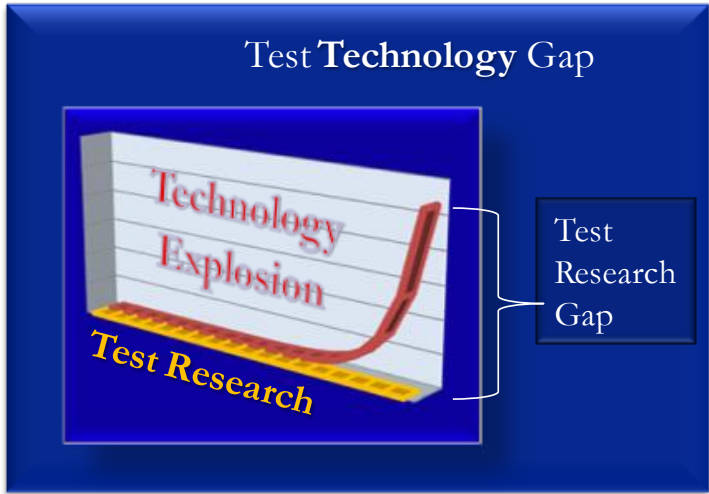 Test Technology Gap
Technology
Explosion
Test Research
Test
Research
Gap